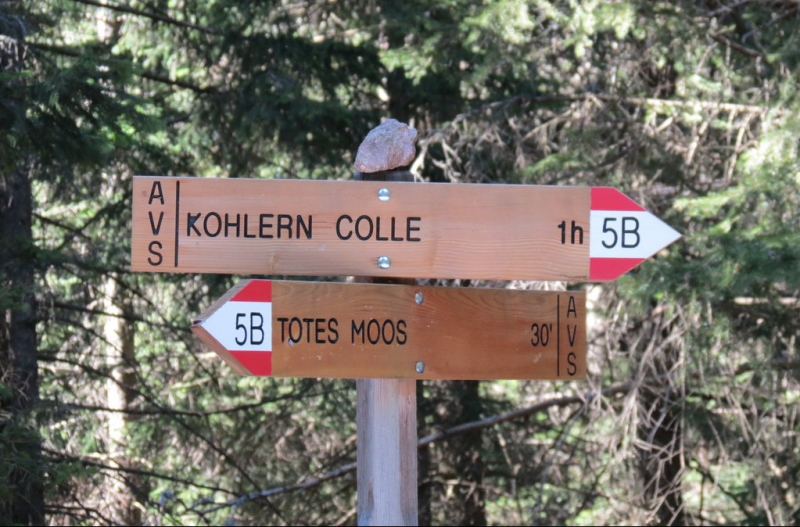 AVS KOHLERN COLLE 1h 5B
5B TOTES MOOS 30' AVS